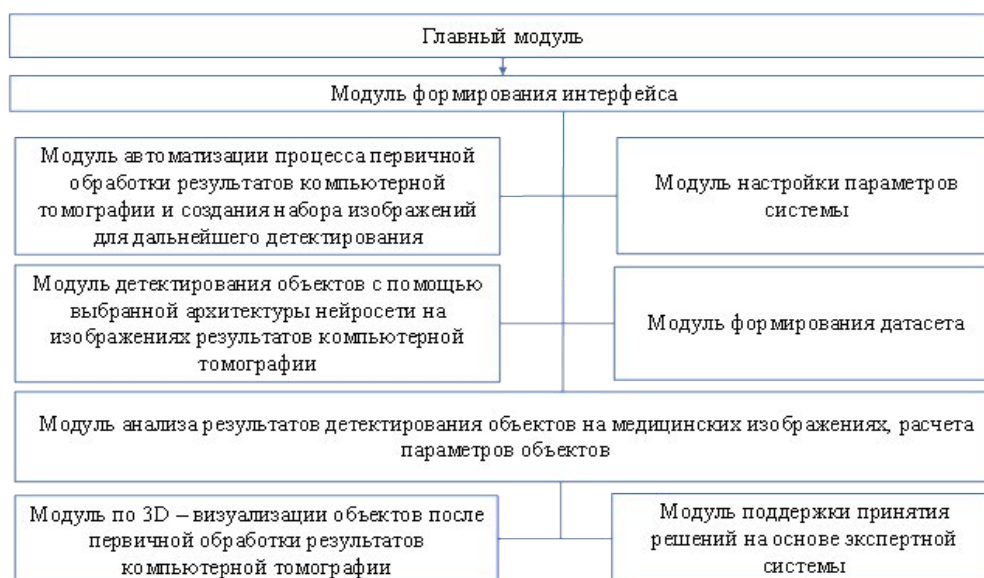 Главный модуль
Модуль формирования интерфейса
Модуль автоматизации процесса первичной
обработки результатов компьютерной
томографии и создания набора изображений
для дальнейшего детектирования
Модуль настройки параметров
системы
Модуль детектирования объектов с помощью
выбранной архитектуры нейросети на
изображениях результатов компьютерной
томографии
Модуль формирования датасета
Модуль анализа результатов детектирования объектов на медицинских изображениях, расчета
параметров объектов
Модуль по 3D – визуализации объектов после
первичной обработки результатов
компьютерной томографии
Модуль поддержки принятия
решений на основе экспертной
системы